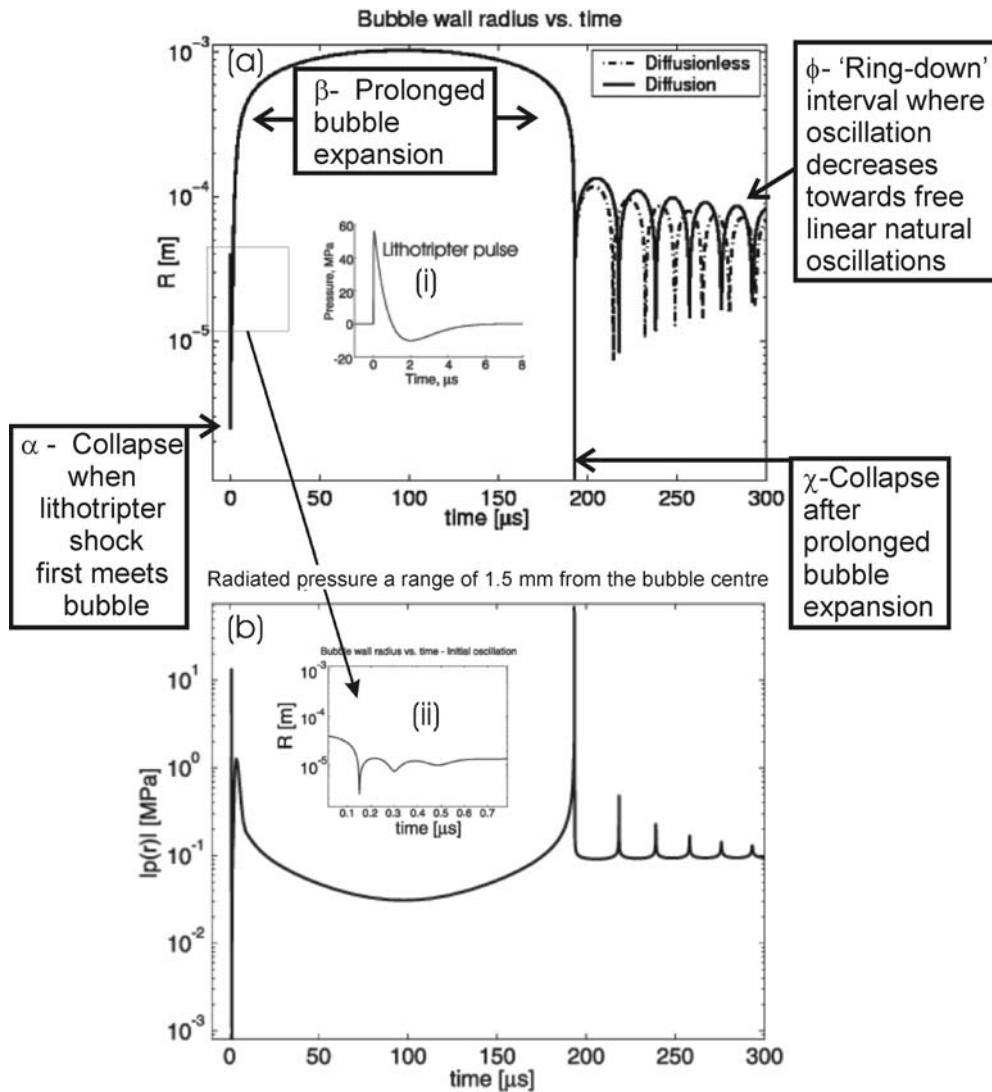 Bubble wall radius vs. time
(a)
10⁻³
10⁻⁴
10⁻⁵
R [m]
β- Prolonged
bubble
expansion
Diffusionless
Diffusion
ϕ- 'Ring-down'
interval where
oscillation
decreases
towards free
linear natural
oscillations
Lithotripter pulse
(i)
Pressure, MPa
60
40
20
0
-20
0 2 4 6 8
Time, μs
0 50 100 150 200 250 300
time [μs]
α - Collapse
when
lithotripter
shock
first meets
bubble
χ-Collapse
after
prolonged
bubble
expansion
Radiated pressure a range of 1.5 mm from the bubble centre
(b)
10¹
10⁰
10⁻¹
10⁻²
10⁻³
|p(r)| [MPa]
Bubble wall radius vs. time - Initial oscillation
(ii)
10⁻³
10⁻⁴
10⁻⁵
R [m]
0.1 0.2 0.3 0.4 0.5 0.6 0.7
time [μs]
0 50 100 150 200 250 300
time [μs]